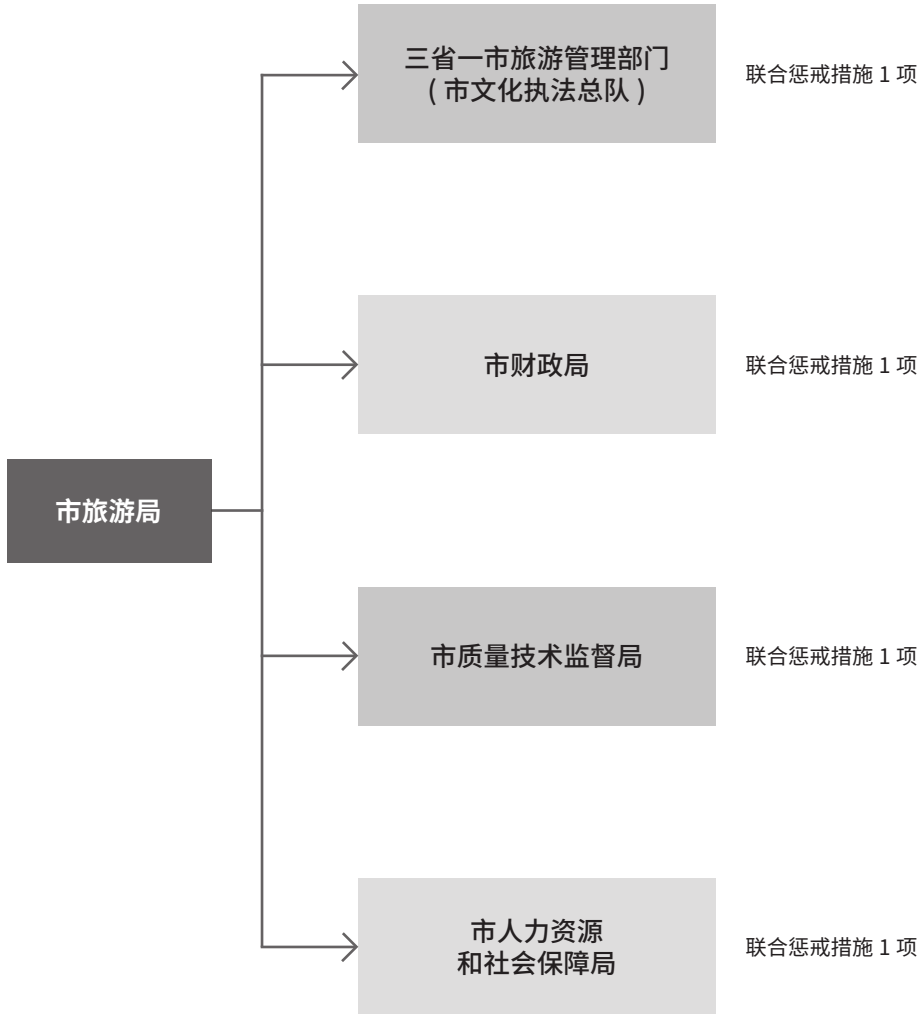 三省一市旅游管理部门
( 市文化执法总队 )
联合惩戒措施 1 项
市财政局
联合惩戒措施 1 项
市旅游局
市质量技术监督局
联合惩戒措施 1 项
市人力资源
和社会保障局
联合惩戒措施 1 项